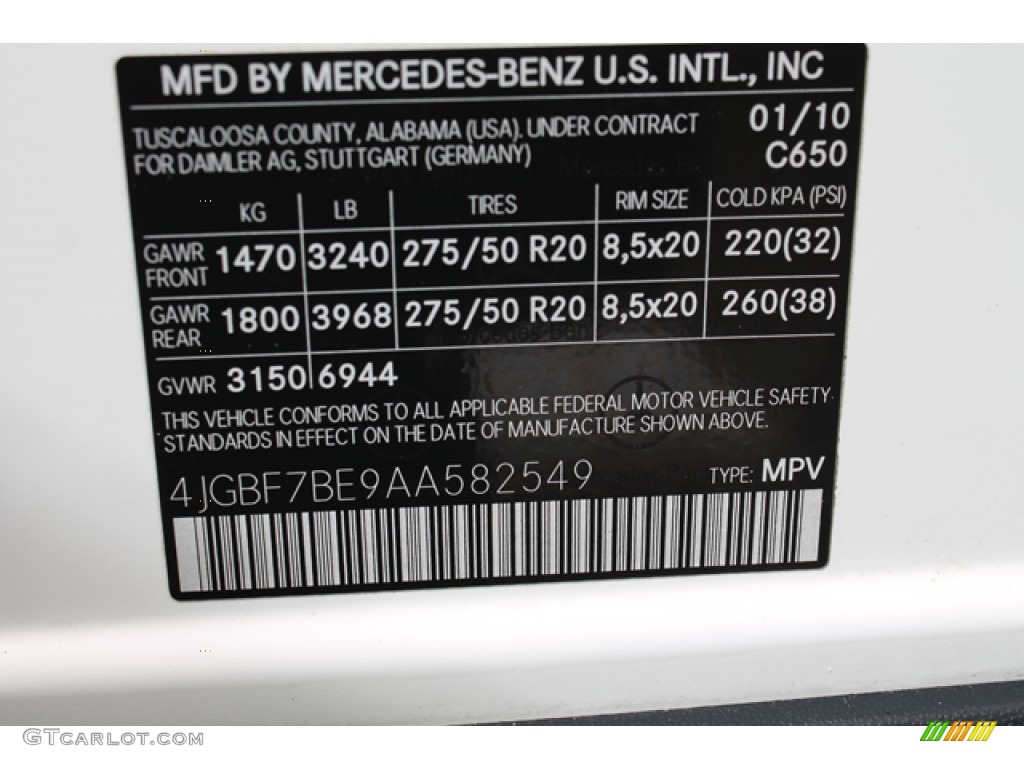 MFD BY MERCEDES-BENZ U.S. INTL., INC
TUSCALOOSA COUNTY, ALABAMA (USA). UNDER CONTRACT 01/10
FOR DAIMLER AG, STUTTGART (GERMANY) C650
KG LB TIRES RIM SIZE COLD KPA (PSI)
GAWR FRONT 1470 3240 275/50 R20 8,5x20 220(32)
GAWR REAR 1800 3968 275/50 R20 8,5x20 260(38)
GVWR 3150 6944
THIS VEHICLE CONFORMS TO ALL APPLICABLE FEDERAL MOTOR VEHICLE SAFETY
STANDARDS IN EFFECT ON THE DATE OF MANUFACTURE SHOWN ABOVE.
4JGBF7BE9AA582549 TYPE: MPV
GTCarLot.com